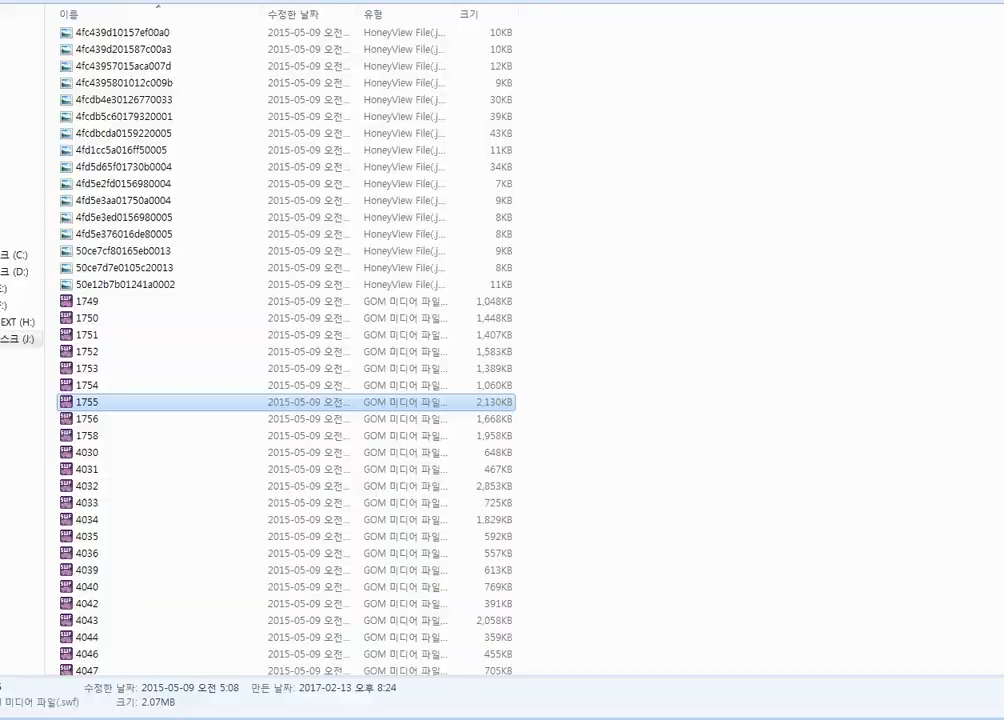 이름 수정한 날짜 유형 크기
4fc439d10157ef00a0 2015-05-09 오전... HoneyView File(.j... 10KB
4fc439d201587c00a3 2015-05-09 오전... HoneyView File(.j... 10KB
4fc43957015aca007d 2015-05-09 오전... HoneyView File(.j... 12KB
4fc4395801012c009b 2015-05-09 오전... HoneyView File(.j... 9KB
4fcdb4e30126770033 2015-05-09 오전... HoneyView File(.j... 30KB
4fcdb5c60179320001 2015-05-09 오전... HoneyView File(.j... 39KB
4fcdbcda0159220005 2015-05-09 오전... HoneyView File(.j... 43KB
4fd1cc5a016ff50005 2015-05-09 오전... HoneyView File(.j... 11KB
4fd5d65f01730b0004 2015-05-09 오전... HoneyView File(.j... 34KB
4fd5e2fd0156980004 2015-05-09 오전... HoneyView File(.j... 7KB
4fd5e3aa01750a0004 2015-05-09 오전... HoneyView File(.j... 9KB
4fd5e3ed0156980005 2015-05-09 오전... HoneyView File(.j... 8KB
4fd5e376016de80005 2015-05-09 오전... HoneyView File(.j... 8KB
크 (C:) 50ce7cf80165eb0013 2015-05-09 오전... HoneyView File(.j... 9KB
크 (D:) 50ce7d7e0105c20013 2015-05-09 오전... HoneyView File(.j... 8KB
:) 50e12b7b01241a0002 2015-05-09 오전... HoneyView File(.j... 11KB
:) 1749 2015-05-09 오전... GOM 미디어 파일... 1,048KB
EXT (H:) 1750 2015-05-09 오전... GOM 미디어 파일... 1,448KB
스크 (J:) 1751 2015-05-09 오전... GOM 미디어 파일... 1,407KB
1752 2015-05-09 오전... GOM 미디어 파일... 1,583KB
1753 2015-05-09 오전... GOM 미디어 파일... 1,389KB
1754 2015-05-09 오전... GOM 미디어 파일... 1,060KB
1755 2015-05-09 오전... GOM 미디어 파일... 2,130KB
1756 2015-05-09 오전... GOM 미디어 파일... 1,668KB
1758 2015-05-09 오전... GOM 미디어 파일... 1,958KB
4030 2015-05-09 오전... GOM 미디어 파일... 648KB
4031 2015-05-09 오전... GOM 미디어 파일... 467KB
4032 2015-05-09 오전... GOM 미디어 파일... 2,853KB
4033 2015-05-09 오전... GOM 미디어 파일... 725KB
4034 2015-05-09 오전... GOM 미디어 파일... 1,829KB
4035 2015-05-09 오전... GOM 미디어 파일... 592KB
4036 2015-05-09 오전... GOM 미디어 파일... 557KB
4039 2015-05-09 오전... GOM 미디어 파일... 613KB
4040 2015-05-09 오전... GOM 미디어 파일... 769KB
4042 2015-05-09 오전... GOM 미디어 파일... 391KB
4043 2015-05-09 오전... GOM 미디어 파일... 2,058KB
4044 2015-05-09 오전... GOM 미디어 파일... 359KB
4046 2015-05-09 오전... GOM 미디어 파일... 455KB
4047 2015-05-09 오전... GOM 미디어 파일... 705KB
수정한 날짜: 2015-05-09 오전 5:08 만든 날짜: 2017-02-13 오후 8:24
미디어 파일(.swf) 크기: 2.07MB